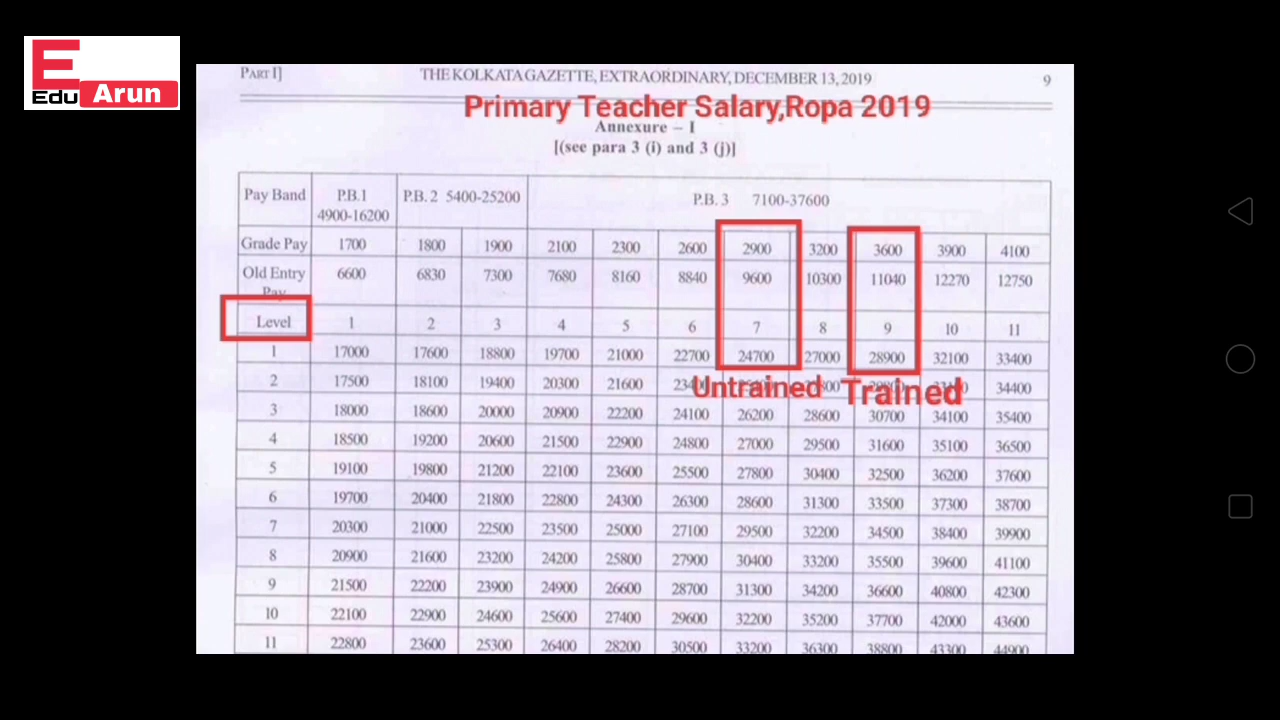 E
Edu Arun
PART I]	THE KOLKATA GAZETTE, EXTRAORDINARY, DECEMBER 13, 2019	9
Primary Teacher Salary,Ropa 2019
Annexure – I
[(see para 3 (i) and 3 (j)]
Pay Band	P.B.1 4900-16200	P.B. 2 5400-25200	P.B. 3 7100-37600
Grade Pay	1700	1800	1900	2100	2300	2600	2900	3200	3600	3900	4100
Old Entry Pay	6600	6830	7300	7680	8160	8840	9600	10300	11040	12270	12750
Level	1	2	3	4	5	6	7	8	9	10	11
1	17000	17600	18800	19700	21000	22700	24700	27000	28900	32100	33400
Untrained Trained
2	17500	18100	19400	20300	21600	34400
3	18000	18600	20000	20900	22200	24100	26200	28600	30700	34100	35400
4	18500	19200	20600	21500	22900	24800	27000	29500	31600	35100	36500
5	19100	19800	21200	22100	23600	25500	27800	30400	32500	36200	37600
6	19700	20400	21800	22800	24300	26300	28600	31300	33500	37300	38700
7	20300	21000	22500	23500	25000	27100	29500	32200	34500	38400	39900
8	20900	21600	23200	24200	25800	27900	30400	33200	35500	39600	41100
9	21500	22200	23900	24900	26600	28700	31300	34200	36600	40800	42300
10	22100	22900	24600	25600	27400	29600	32200	35200	37700	42000	43600
11	22800	23600	25300	26400	28200	30500	33200	36300	38800	43300	44900